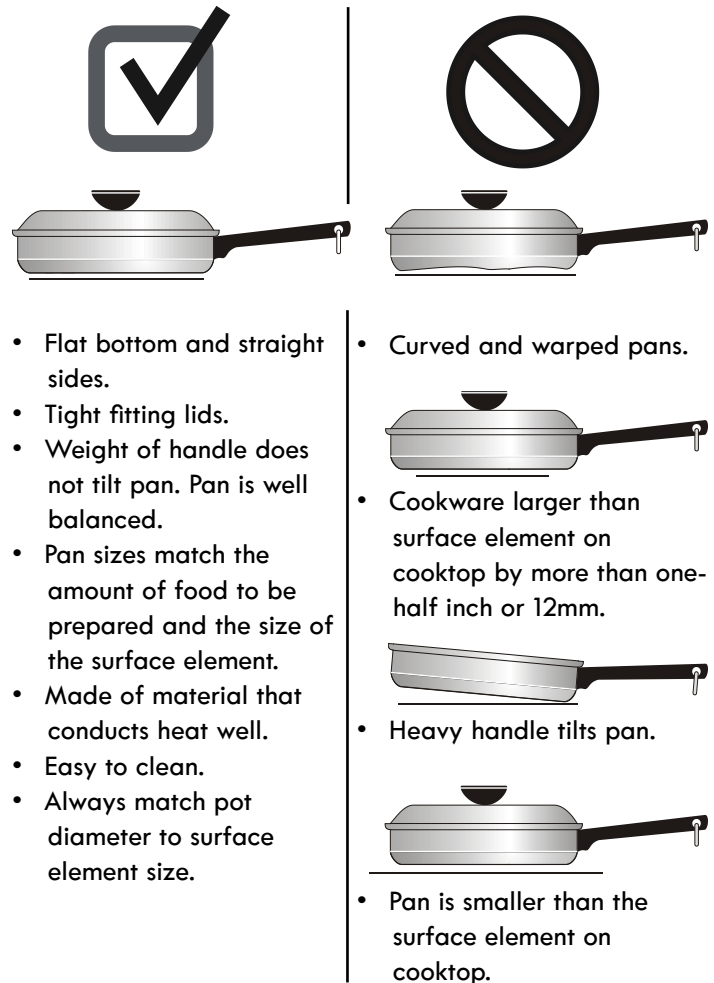 • Flat bottom and straight
sides.
• Tight fitting lids.
• Weight of handle does
not tilt pan. Pan is well
balanced.
• Pan sizes match the
amount of food to be
prepared and the size of
the surface element.
• Made of material that
conducts heat well.
• Easy to clean.
• Always match pot
diameter to surface
element size.
• Curved and warped pans.
• Cookware larger than
surface element on
cooktop by more than one-
half inch or 12mm.
• Heavy handle tilts pan.
• Pan is smaller than the
surface element on
cooktop.